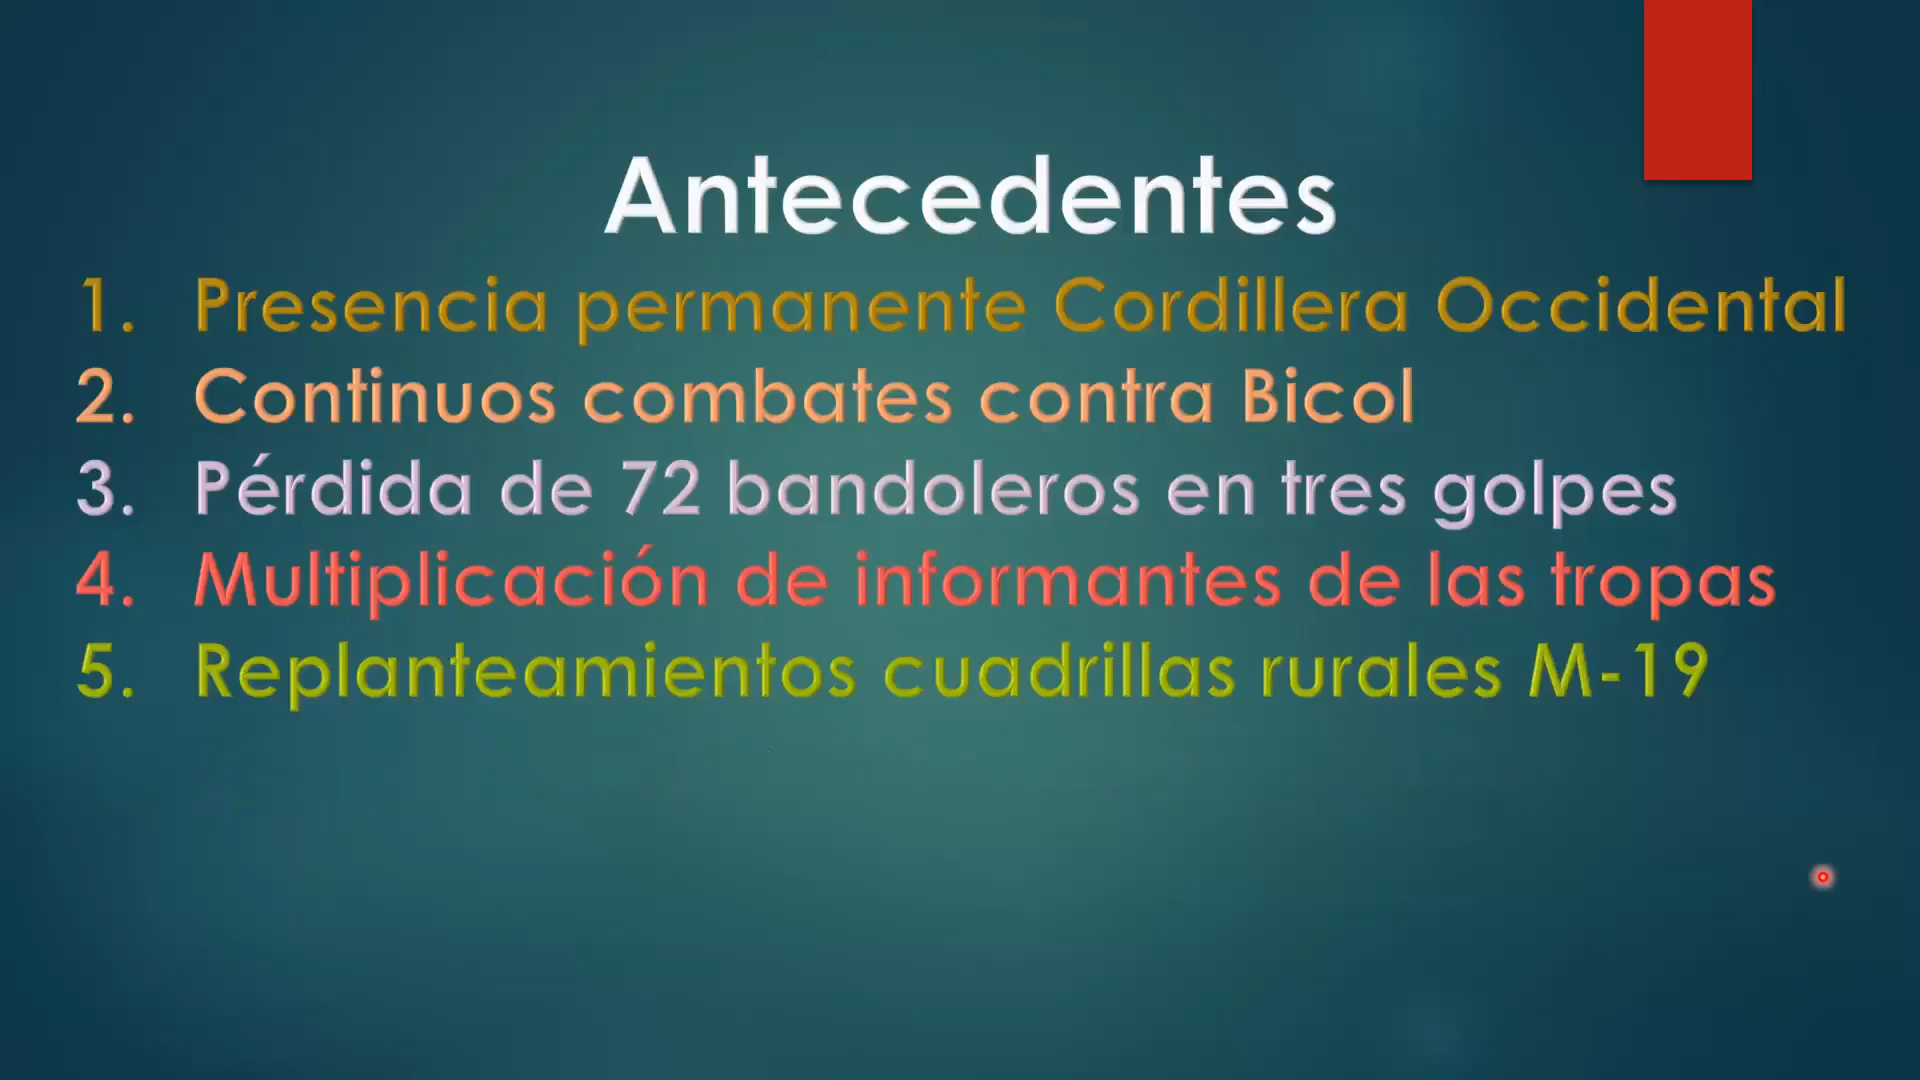 Antecedentes
1. Presencia permanente Cordillera Occidental
2. Continuos combates contra Bicol
3. Pérdida de 72 bandoleros en tres golpes
4. Multiplicación de informantes de las tropas
5. Replanteamientos cuadrillas rurales M-19